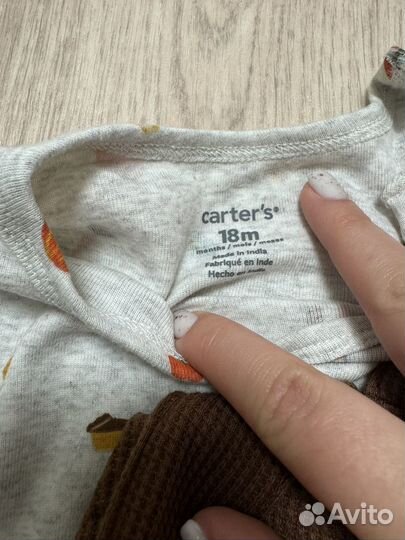 carter's®
18m
months / mois / meses
Made in India
Fabriqué en Inde
Hecho en India
Avito